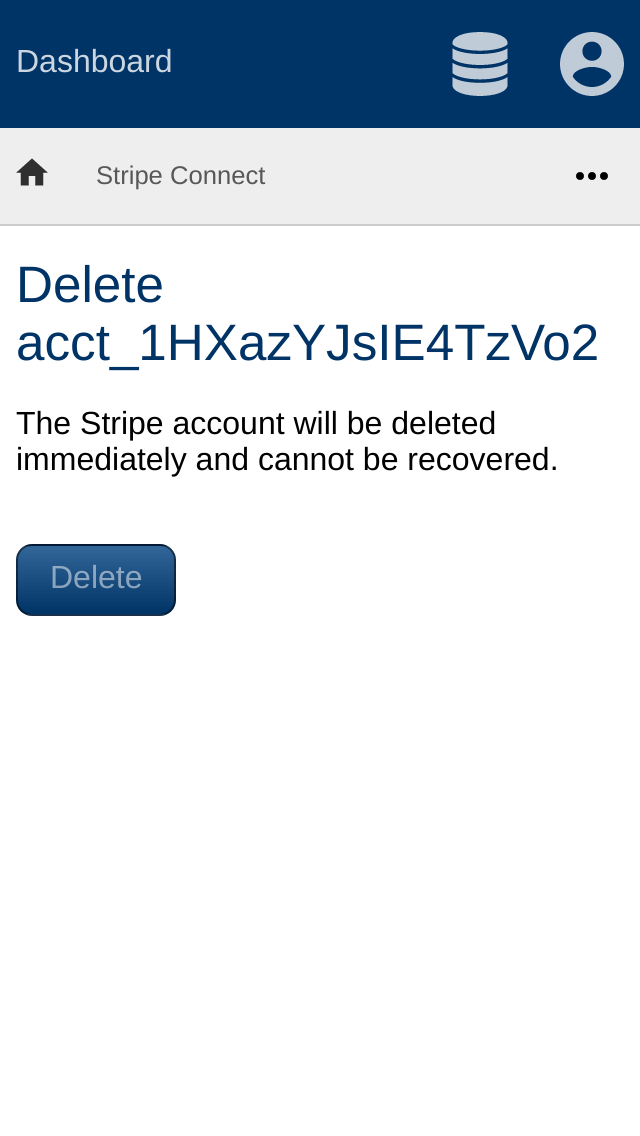 Dashboard
Stripe Connect
Delete
acct_1HXazYJsIE4TzVo2
The Stripe account will be deleted
immediately and cannot be recovered.
Delete